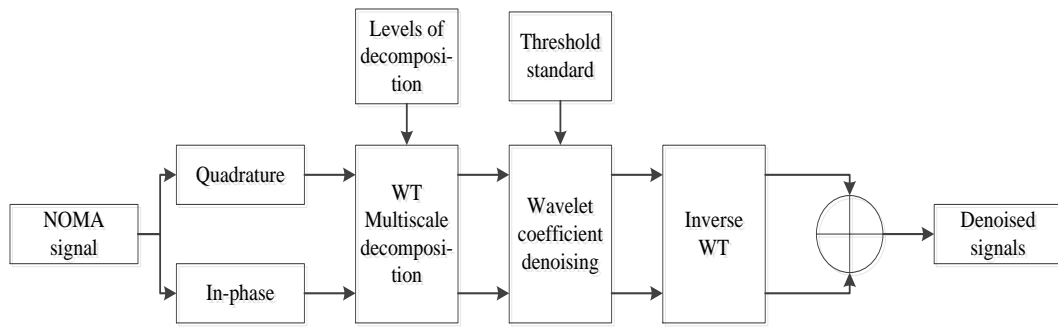 Levels of
decomposi-
tion
Threshold
standard
NOMA
signal
Quadrature
In-phase
WT
Multiscale
decomposi-
tion
Wavelet
coefficient
denoising
Inverse
WT
Denoised
signals